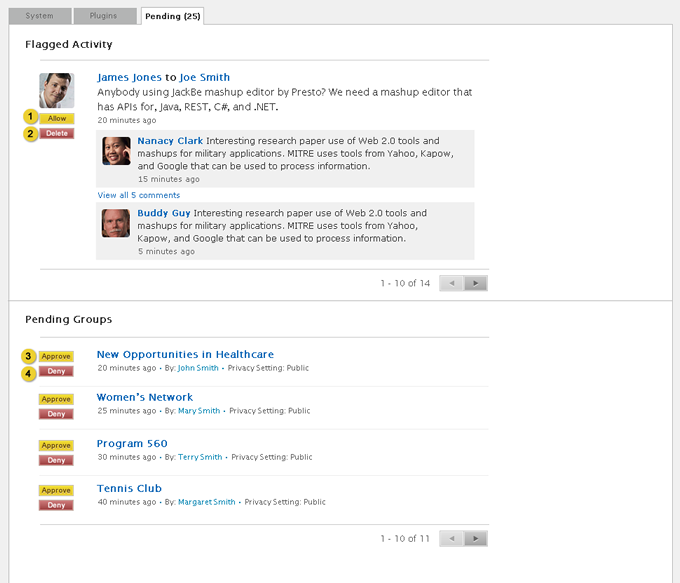 System Plugins Pending (25)
Flagged Activity
James Jones to Joe Smith
Anybody using JackBe mashup editor by Presto? We need a mashup editor that
has APIs for, Java, REST, C#, and .NET.
20 minutes ago
1 Allow
2 Delete
Nanacy Clark Interesting research paper use of Web 2.0 tools and
mashups for military applications. MITRE uses tools from Yahoo, Kapow,
and Google that can be used to process information.
15 minutes ago
View all 5 comments
Buddy Guy Interesting research paper use of Web 2.0 tools and
mashups for military applications. MITRE uses tools from Yahoo,
Kapow, and Google that can be used to process information.
5 minutes ago
1 - 10 of 14
Pending Groups
3 Approve New Opportunities in Healthcare
4 Deny 20 minutes ago • By: John Smith • Privacy Setting: Public
Approve Women's Network
Deny 25 minutes ago • By: Mary Smith • Privacy Setting: Public
Approve Program 560
Deny 30 minutes ago • By: Terry Smith • Privacy Setting: Public
Approve Tennis Club
Deny 40 minutes ago • By: Margaret Smith • Privacy Setting: Public
1 - 10 of 11